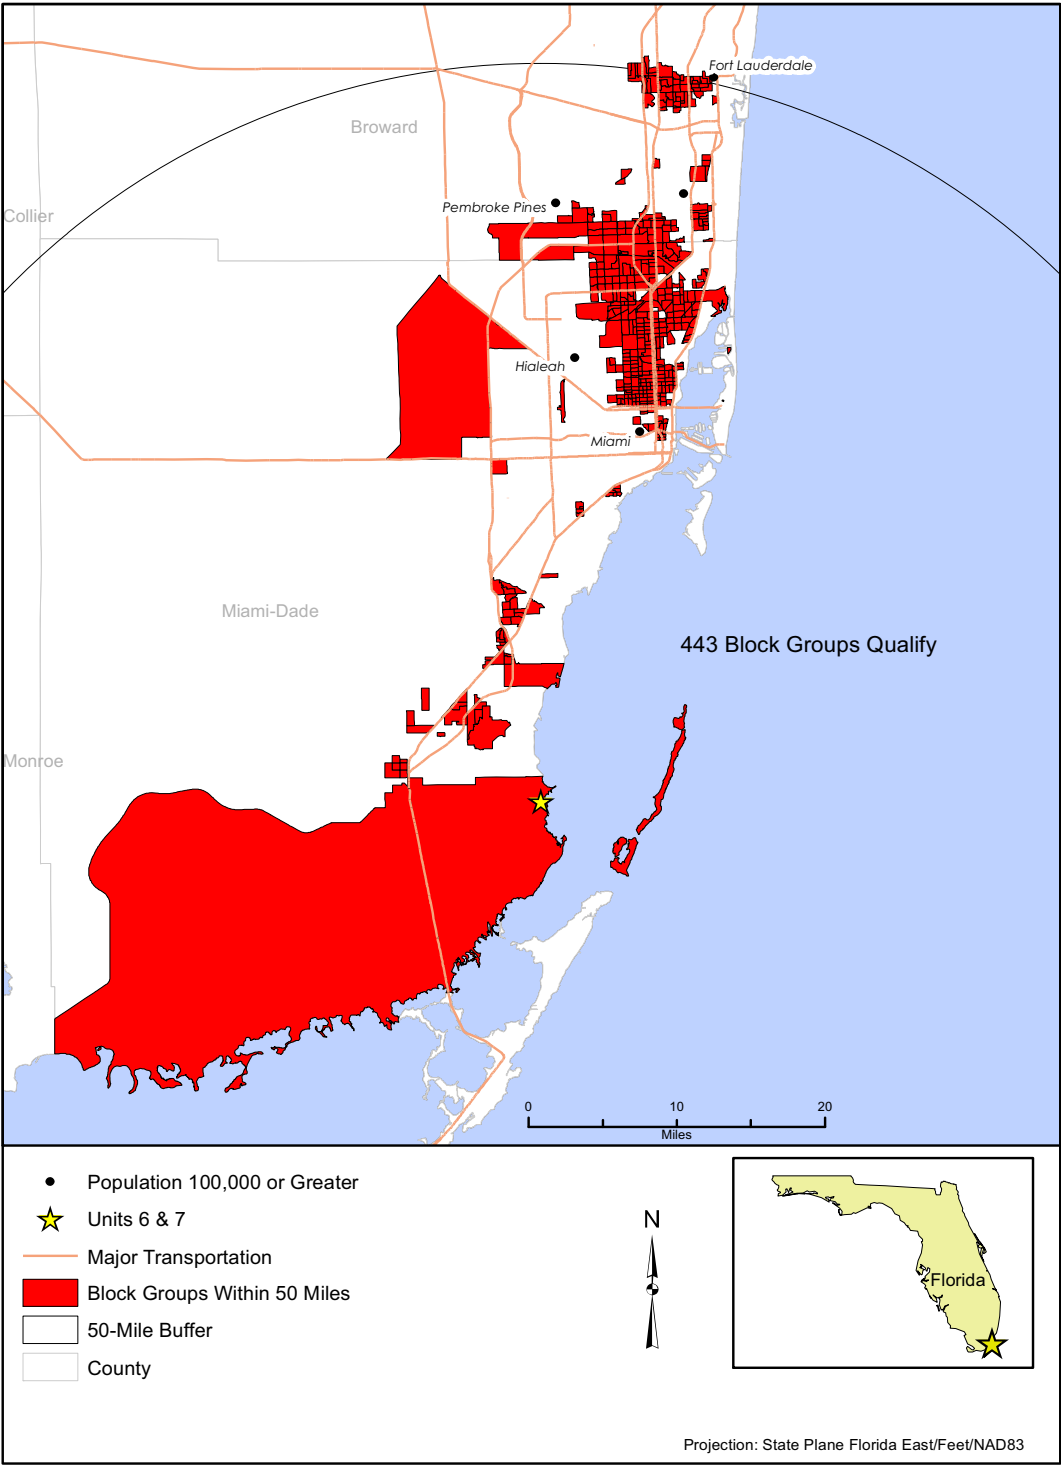 Fort Lauderdale
Broward
Collier
Pembroke Pines
Hialeah
Miami
Miami-Dade
443 Block Groups Qualify
Monroe
0 10 20
Miles
Population 100,000 or Greater
Units 6 & 7
Major Transportation
Block Groups Within 50 Miles
50-Mile Buffer
County
N
Florida
Projection: State Plane Florida East/Feet/NAD83